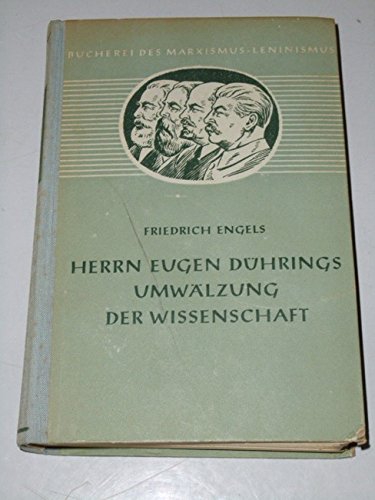 BÜCHEREI DES MARXISMUS-LENINISMUS
FRIEDRICH ENGELS
HERRN EUGEN DÜHRINGS
UMWÄLZUNG
DER WISSENSCHAFT